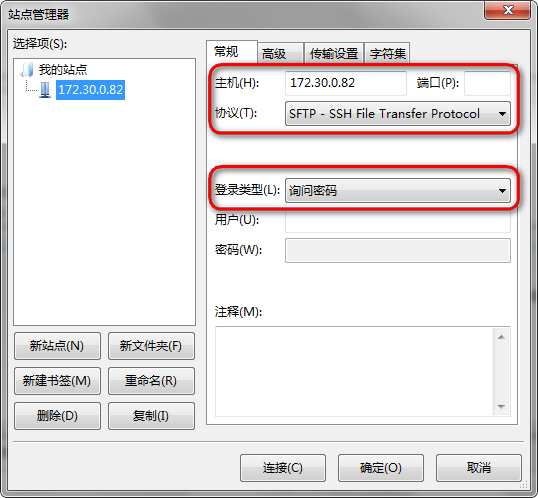 站点管理器
选择项(S):
我的站点
172.30.0.82
新站点(N) 新文件夹(F)
新建书签(M) 重命名(R)
删除(D) 复制(I)
常规 高级 传输设置 字符集
主机(H): 172.30.0.82 端口(P):
协议(T): SFTP - SSH File Transfer Protocol
登录类型(L): 询问密码
用户(U):
密码(W):
注释(M):
连接(C) 确定(O) 取消